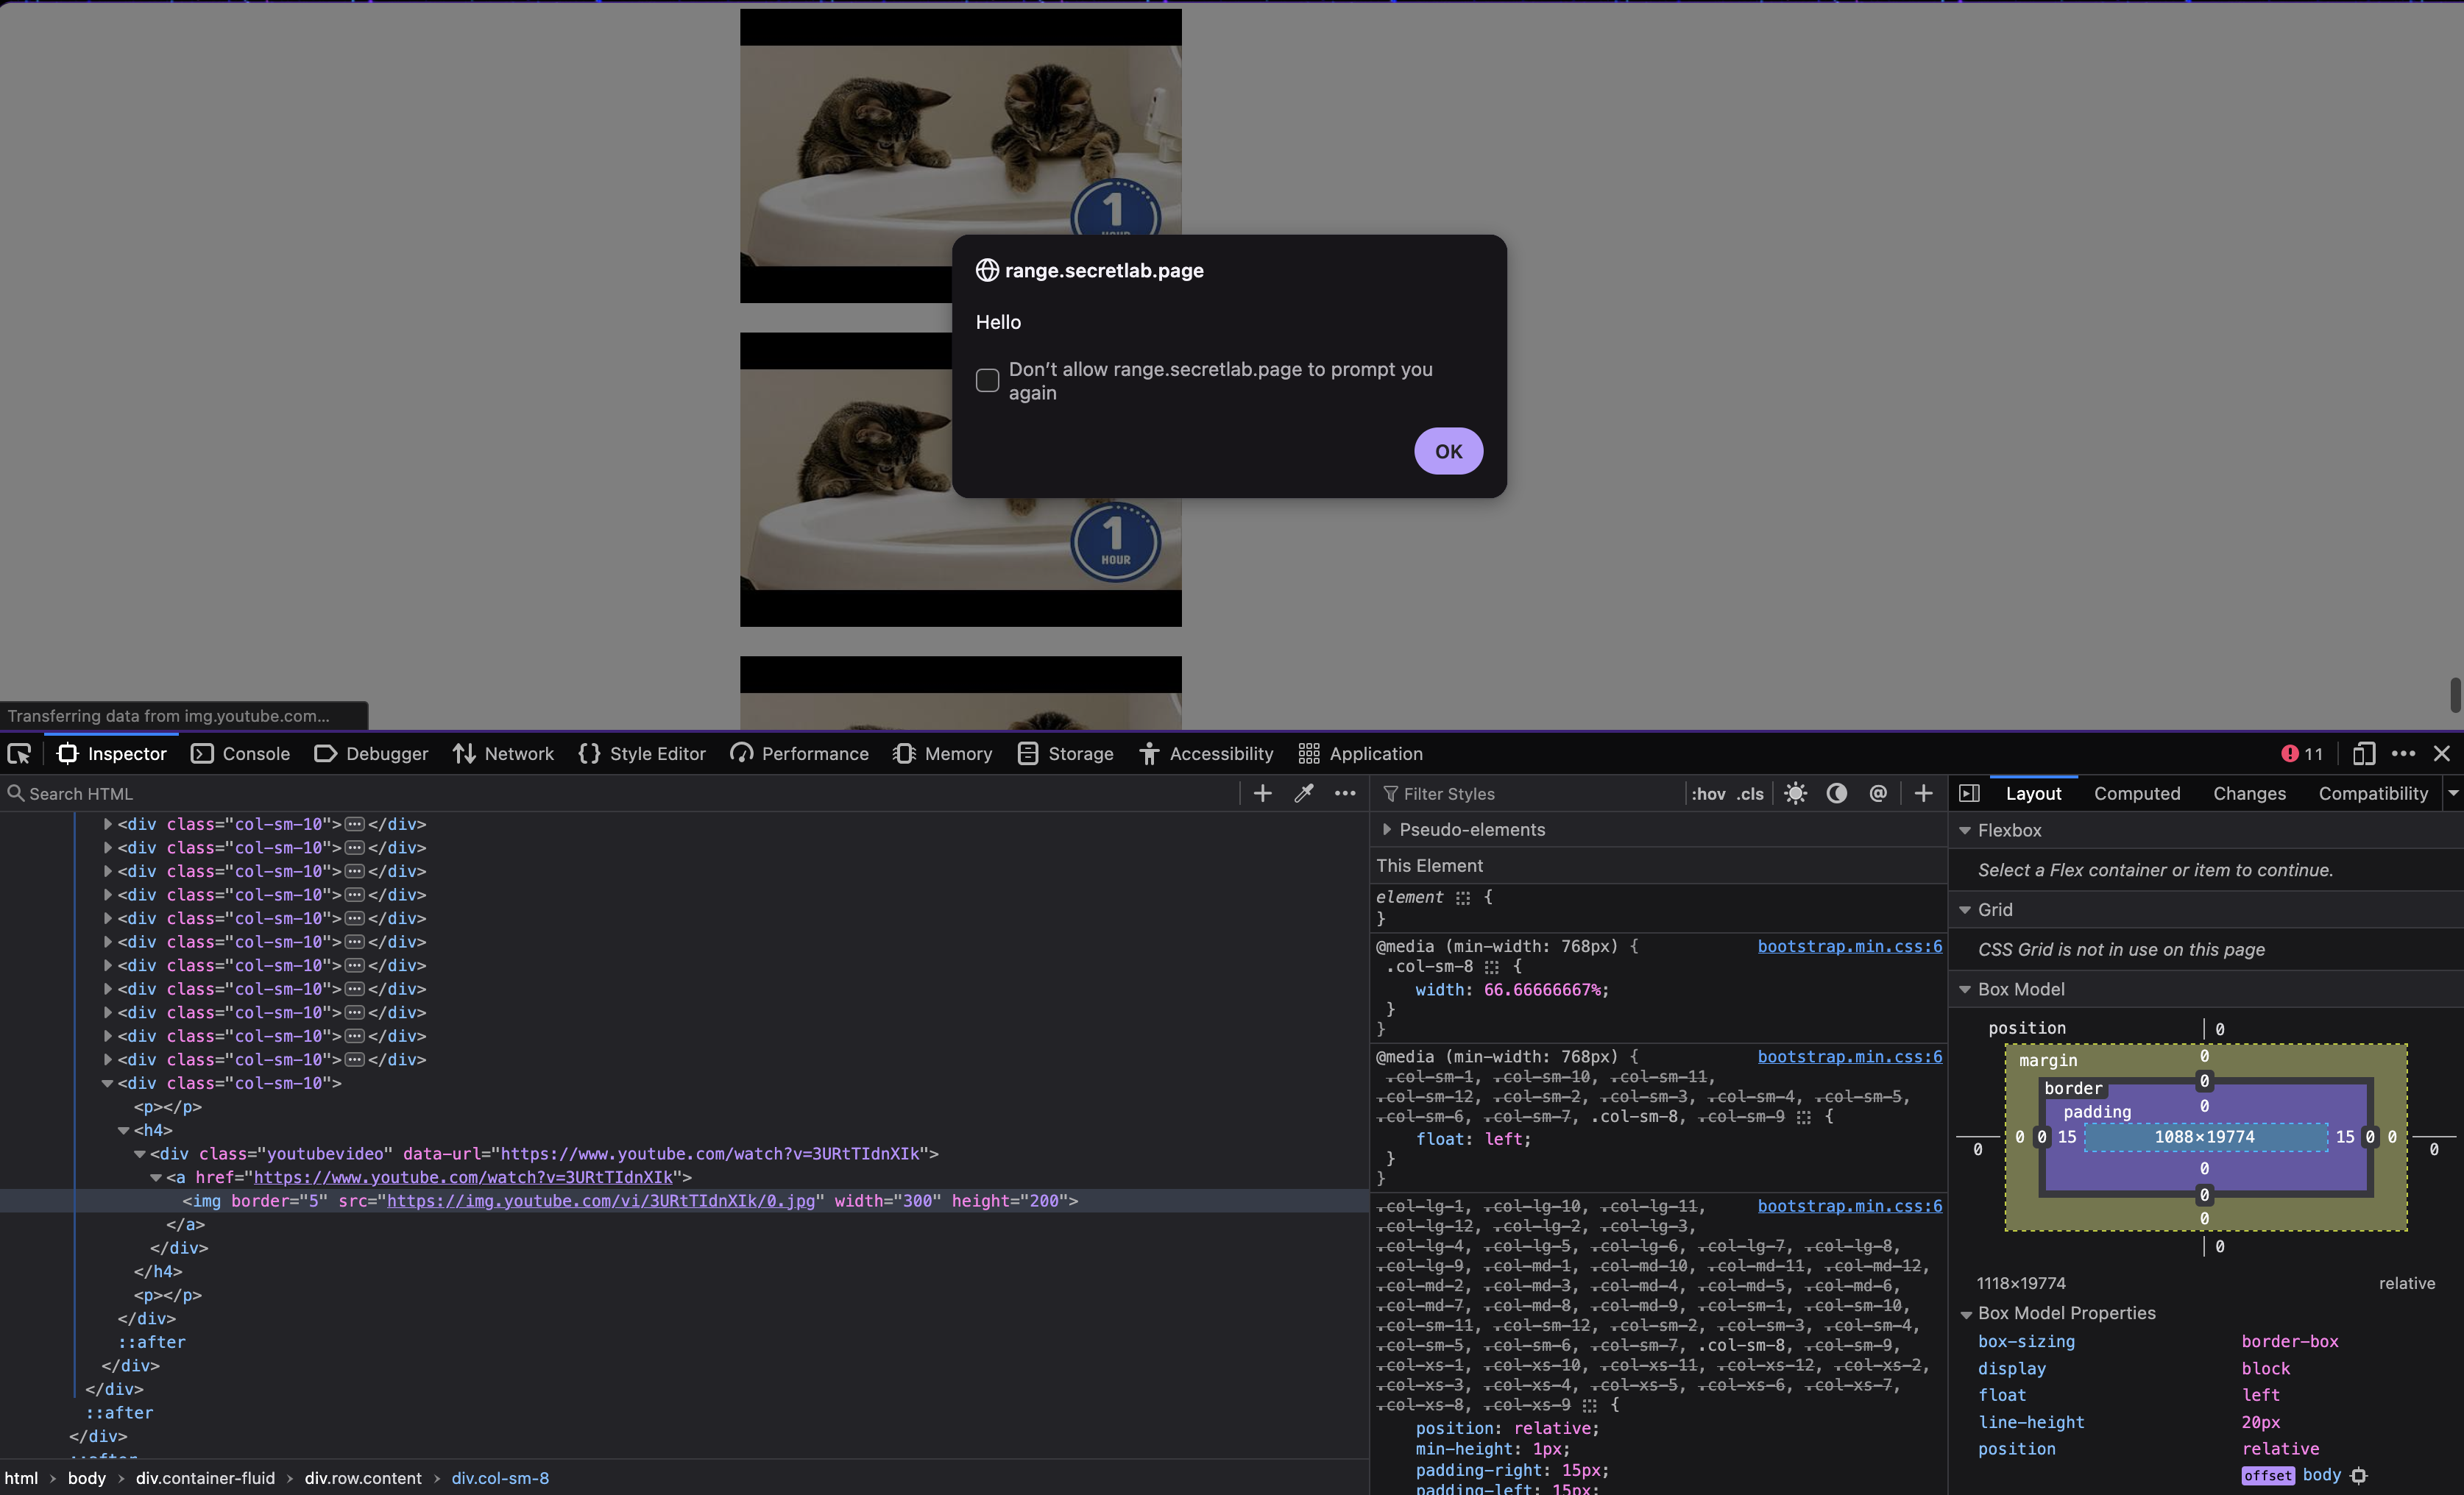 1
HOUR
range.secretlab.page
Hello
Don't allow range.secretlab.page to prompt you
again
OK
1
HOUR
Transferring data from img.youtube.com...
Inspector Console Debugger Network Style Editor Performance Memory Storage Accessibility Application 11
Search HTML
<div class="col-sm-10"></div>
<div class="col-sm-10"></div>
<div class="col-sm-10"></div>
<div class="col-sm-10"></div>
<div class="col-sm-10"></div>
<div class="col-sm-10"></div>
<div class="col-sm-10"></div>
<div class="col-sm-10"></div>
<div class="col-sm-10"></div>
<div class="col-sm-10"></div>
<div class="col-sm-10"></div>
<div class="col-sm-10">
<p></p>
<h4>
<div class="youtubevideo" data-url="https://www.youtube.com/watch?v=3URtTIdnXIk">
<a href="https://www.youtube.com/watch?v=3URtTIdnXIk">
<img border="5" src="https://img.youtube.com/vi/3URtTIdnXIk/0.jpg" width="300" height="200">
</a>
</div>
</h4>
<p></p>
</div>
::after
</div>
</div>
::after
</div>
::after
html > body > div.container-fluid > div.row.content > div.col-sm-8
Filter Styles :hov .cls @ +
Pseudo-elements
This Element
element {
}
@media (min-width: 768px) { bootstrap.min.css:6
.col-sm-8 {
width: 66.66666667%;
}
}
@media (min-width: 768px) { bootstrap.min.css:6
.col-sm-1, .col-sm-10, .col-sm-11,
.col-sm-12, .col-sm-2, .col-sm-3, .col-sm-4, .col-sm-5,
.col-sm-6, .col-sm-7, .col-sm-8, .col-sm-9 {
float: left;
}
}
.col-lg-1, .col-lg-10, .col-lg-11, bootstrap.min.css:6
.col-lg-12, .col-lg-2, .col-lg-3,
.col-lg-4, .col-lg-5, .col-lg-6, .col-lg-7, .col-lg-8,
.col-lg-9, .col-md-1, .col-md-10, .col-md-11, .col-md-12,
.col-md-2, .col-md-3, .col-md-4, .col-md-5, .col-md-6,
.col-md-7, .col-md-8, .col-md-9, .col-sm-1, .col-sm-10,
.col-sm-11, .col-sm-12, .col-sm-2, .col-sm-3, .col-sm-4,
.col-sm-5, .col-sm-6, .col-sm-7, .col-sm-8, .col-sm-9,
.col-xs-1, .col-xs-10, .col-xs-11, .col-xs-12, .col-xs-2,
.col-xs-3, .col-xs-4, .col-xs-5, .col-xs-6, .col-xs-7,
.col-xs-8, .col-xs-9 {
position: relative;
min-height: 1px;
padding-right: 15px;
padding-left: 15px;
Layout Computed Changes Compatibility
Flexbox
Select a Flex container or item to continue.
Grid
CSS Grid is not in use on this page
Box Model
position 0
margin 0
border 0
padding 0
0 0 0 15 1088×19774 15 0 0 0
0
0
0
0
1118×19774 relative
Box Model Properties
box-sizing border-box
display block
float left
line-height 20px
position relative
offset body